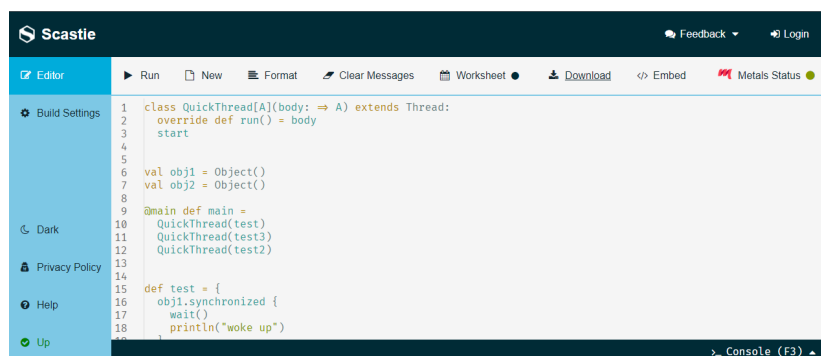 Scastie
Feedback
Login
Editor
Run
New
Format
Clear Messages
Worksheet
Download
Embed
Metals Status
Build Settings
Dark
Privacy Policy
Help
Up
1 class QuickThread[A](body: ⇒ A) extends Thread:
2   override def run() = body
3   start
4
5
6 val obj1 = Object()
7 val obj2 = Object()
8
9 @main def main =
10   QuickThread(test)
11   QuickThread(test3)
12   QuickThread(test2)
13
14
15 def test = {
16   obj1.synchronized {
17     wait()
18     println("woke up")
Console (F3)